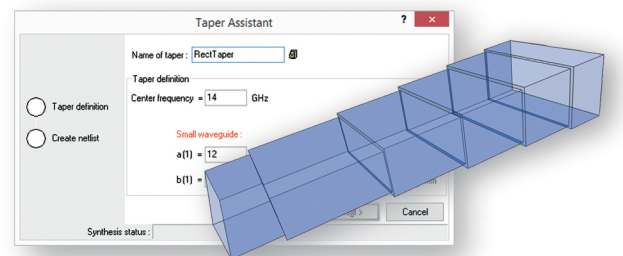 Taper Assistant ? ×
Name of taper : RectTaper
Taper definition
Center frequency = 14 GHz
Taper definition
Create netlist
Small waveguide :
a(1) = 12
b(1) =
Cancel
Synthesis status :